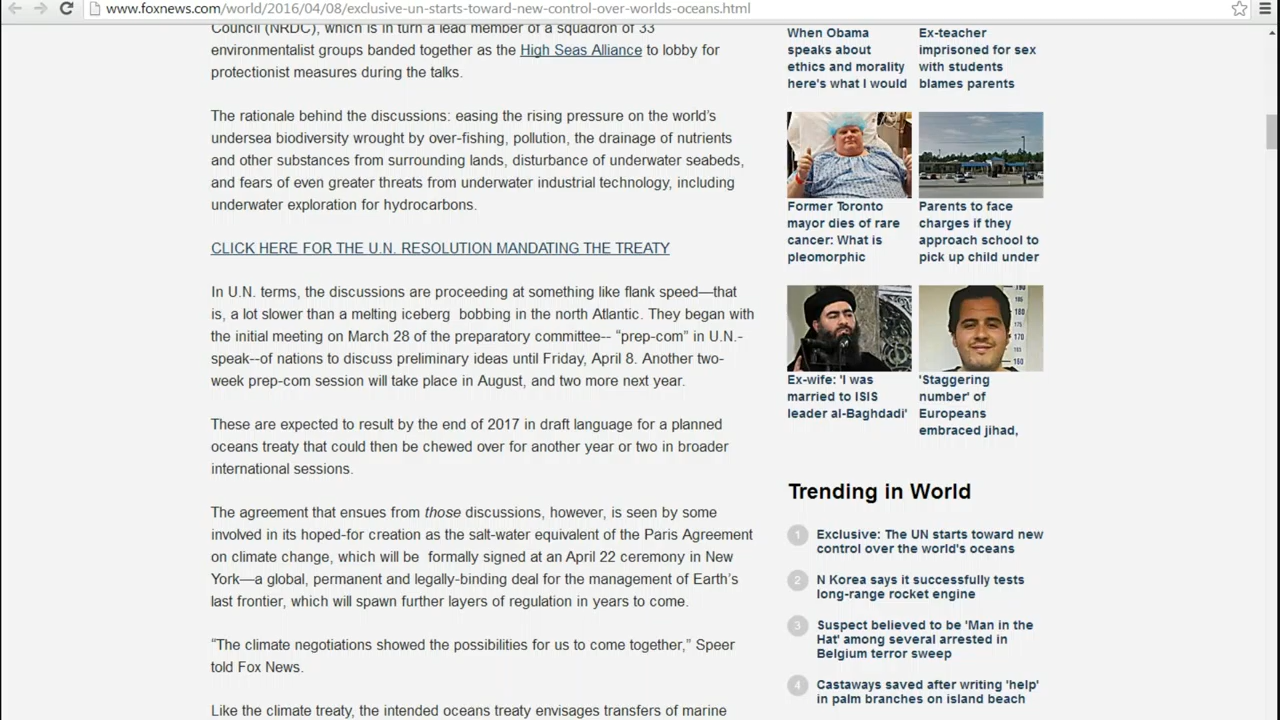 www.foxnews.com/world/2016/04/08/exclusive-un-starts-toward-new-control-over-worlds-oceans.html
Council (NRDC), which is in turn a lead member of a squadron of 33
environmentalist groups banded together as the High Seas Alliance to lobby for
protectionist measures during the talks.
The rationale behind the discussions: easing the rising pressure on the world's
undersea biodiversity wrought by over-fishing, pollution, the drainage of nutrients
and other substances from surrounding lands, disturbance of underwater seabeds,
and fears of even greater threats from underwater industrial technology, including
underwater exploration for hydrocarbons.
CLICK HERE FOR THE U.N. RESOLUTION MANDATING THE TREATY
In U.N. terms, the discussions are proceeding at something like flank speed—that
is, a lot slower than a melting iceberg bobbing in the north Atlantic. They began with
the initial meeting on March 28 of the preparatory committee-- "prep-com" in U.N.-
speak--of nations to discuss preliminary ideas until Friday, April 8. Another two-
week prep-com session will take place in August, and two more next year.
These are expected to result by the end of 2017 in draft language for a planned
oceans treaty that could then be chewed over for another year or two in broader
international sessions.
The agreement that ensues from those discussions, however, is seen by some
involved in its hoped-for creation as the salt-water equivalent of the Paris Agreement
on climate change, which will be formally signed at an April 22 ceremony in New
York—a global, permanent and legally-binding deal for the management of Earth's
last frontier, which will spawn further layers of regulation in years to come.
"The climate negotiations showed the possibilities for us to come together," Speer
told Fox News.
Like the climate treaty, the intended oceans treaty envisages transfers of marine
When Obama
speaks about
ethics and morality
here's what I would
Ex-teacher
imprisoned for sex
with students
blames parents
Former Toronto
mayor dies of rare
cancer: What is
pleomorphic
Parents to face
charges if they
approach school to
pick up child under
Ex-wife: 'I was
married to ISIS
leader al-Baghdadi'
'Staggering
number' of
Europeans
embraced jihad,
Trending in World
1 Exclusive: The UN starts toward new
control over the world's oceans
2 N Korea says it successfully tests
long-range rocket engine
3 Suspect believed to be 'Man in the
Hat' among several arrested in
Belgium terror sweep
4 Castaways saved after writing 'help'
in palm branches on island beach